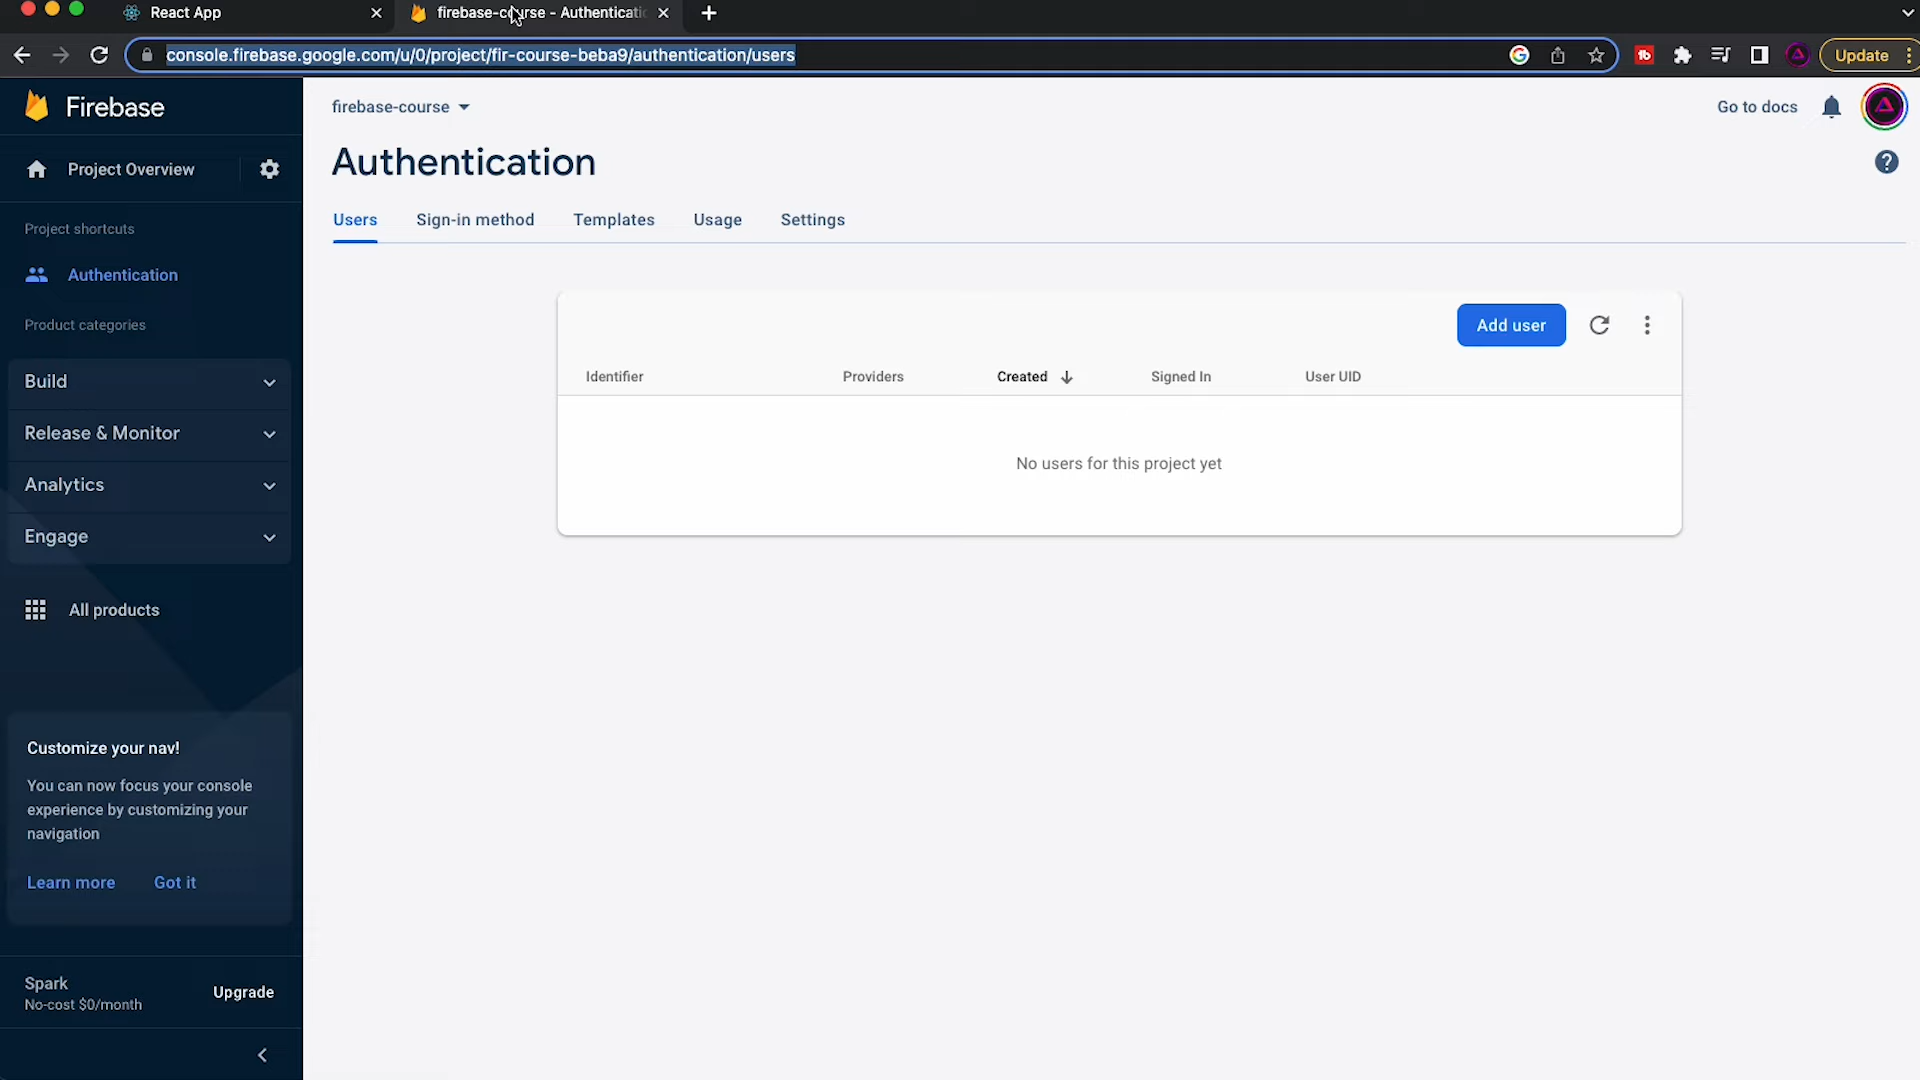 React App
firebase-course - Authenticatic
console.firebase.google.com/u/0/project/fir-course-beba9/authentication/users
Update
Firebase
firebase-course
Go to docs
Project Overview
Authentication
Users
Sign-in method
Templates
Usage
Settings
Project shortcuts
Authentication
Product categories
Build
Release & Monitor
Analytics
Engage
All products
Add user
Identifier
Providers
Created
Signed In
User UID
No users for this project yet
Customize your nav!
You can now focus your console
experience by customizing your
navigation
Learn more
Got it
Spark
No-cost $0/month
Upgrade